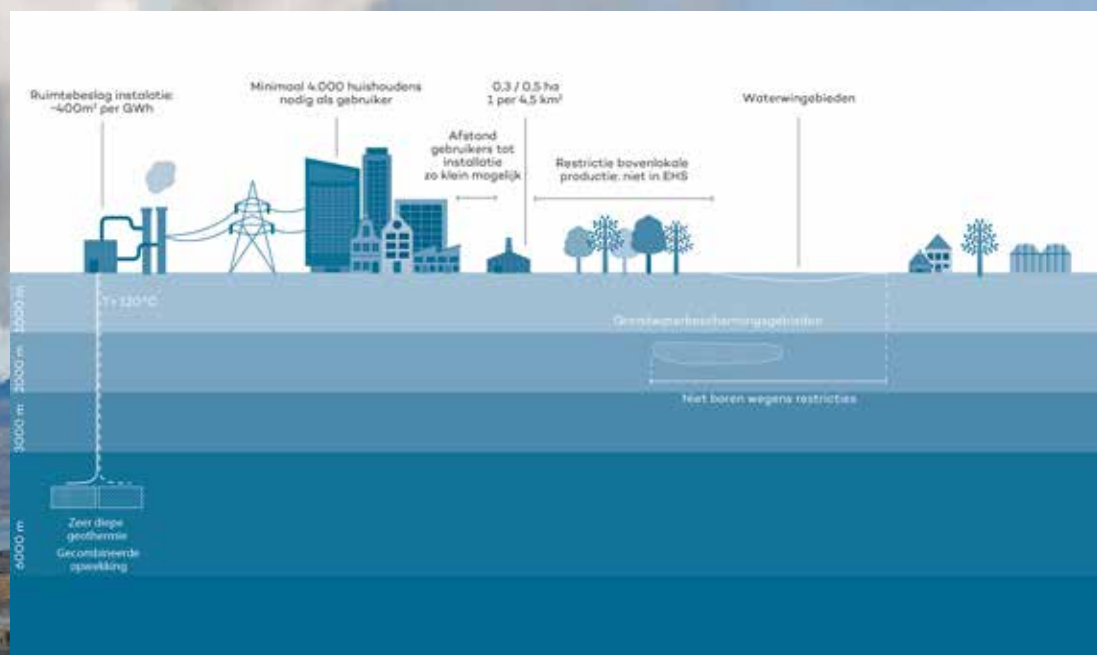 Ruimtebeslag instalatie:
~400m² per GWh
Minimaal 4.000 huishoudens
nodig als gebruiker
0,3 / 0,5 ha
1 per 4,5 km²
Waterwingebieden
Afstand
gebruikers tot
installatie
zo klein mogelijk
Restrictie bovenlokale
productie: niet in EHS
T> 120°C
1000 m
Grondwaterbeschermingsgebieden
2000 m
Niet boren wegens restricties
3000 m
Zeer diepe
geothermie
Gecombineerde
opwekking
6000 m